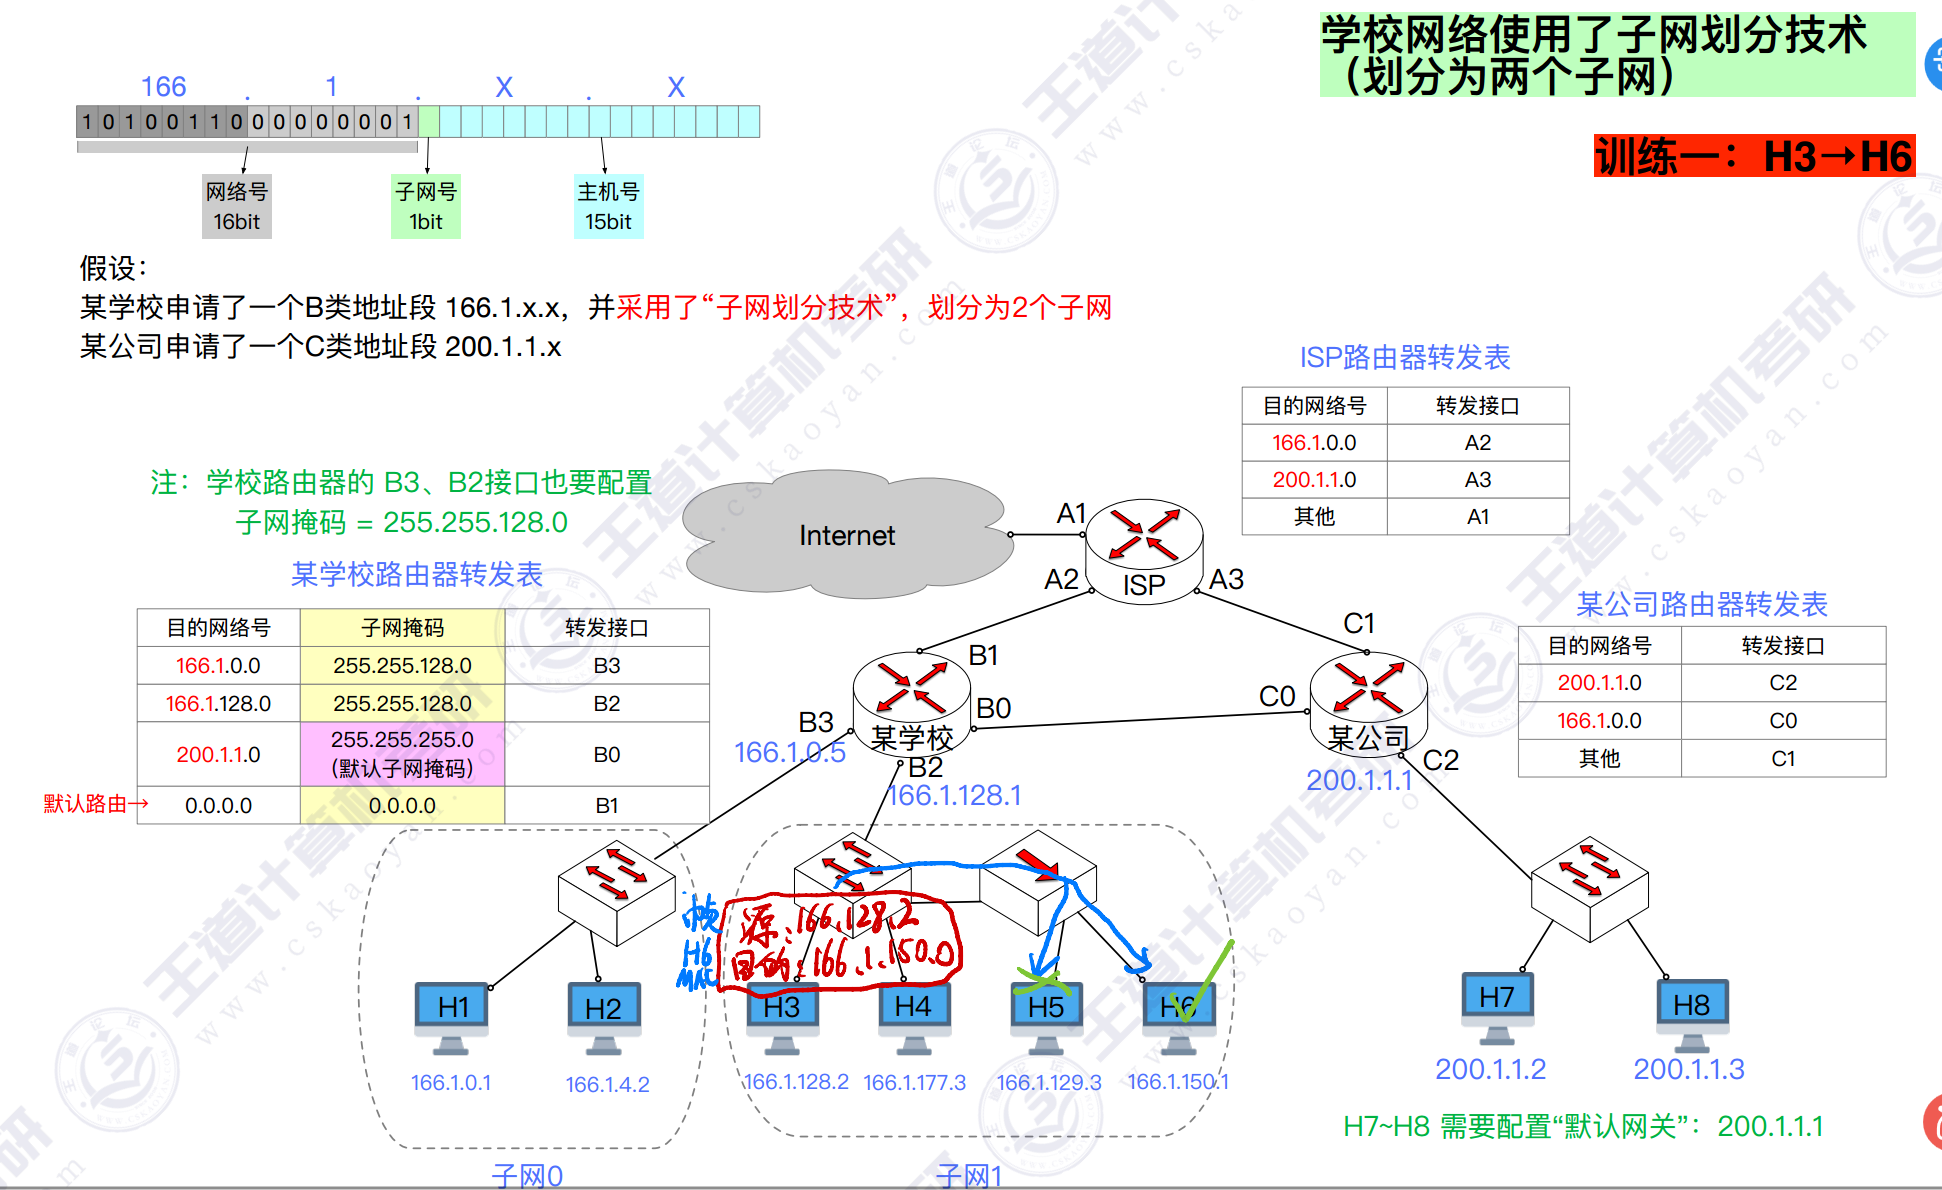 学校网络使用了子网划分技术
（划分为两个子网）
训练一：H3→H6
166 . 1 . X . X
1 0 1 0 0 1 1 0 0 0 0 0 0 0 0 1
网络号
16bit
子网号
1bit
主机号
15bit
假设：
某学校申请了一个B类地址段 166.1.x.x，并采用了“子网划分技术”，划分为2个子网
某公司申请了一个C类地址段 200.1.1.x
ISP路由器转发表
目的网络号 转发接口
166.1.0.0 A2
200.1.1.0 A3
其他 A1
注：学校路由器的 B3、B2接口也要配置
子网掩码 = 255.255.128.0
某学校路由器转发表
目的网络号 子网掩码 转发接口
166.1.0.0 255.255.128.0 B3
166.1.128.0 255.255.128.0 B2
200.1.1.0 255.255.255.0
（默认子网掩码） B0
默认路由→ 0.0.0.0 0.0.0.0 B1
Internet
A1
A2
ISP
A3
某公司路由器转发表
目的网络号 转发接口
200.1.1.0 C2
166.1.0.0 C0
其他 C1
B1
B0
B3
166.1.0.5
某学校
B2
166.1.128.1
C1
C0
某公司
200.1.1.1
C2
帧
H6
MAC
源：166.128.2
目的：166.1.150.0
H1
H2
H3
H4
H5
H6
H7
H8
166.1.0.1
166.1.4.2
166.1.128.2
166.1.177.3
166.1.129.3
166.1.150.1
200.1.1.2
200.1.1.3
H7~H8 需要配置“默认网关”：200.1.1.1
子网0
子网1
王道计算机考研
www.cskaoyan.com